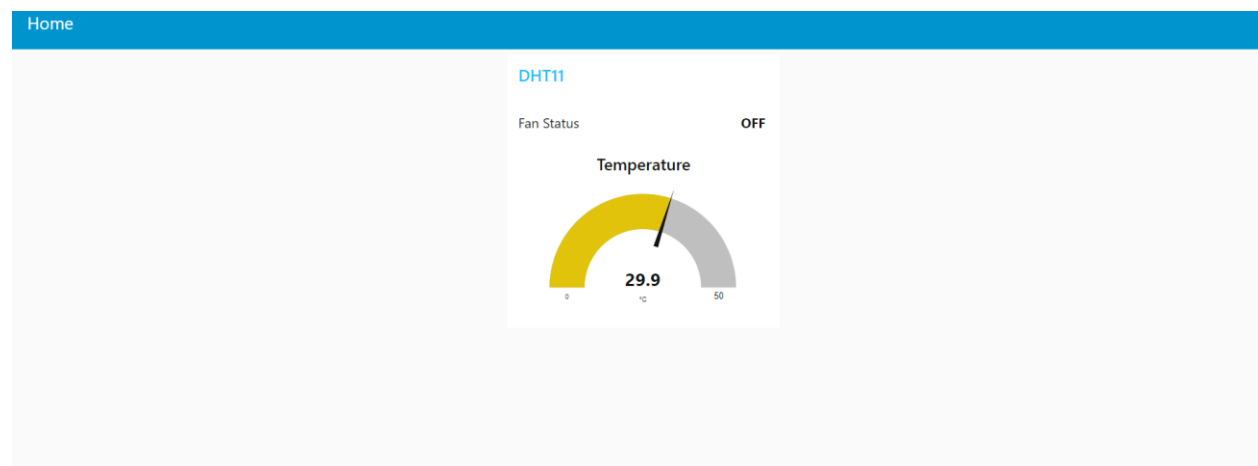 Home
DHT11
Fan Status OFF
Temperature
29.9
0 °C 50